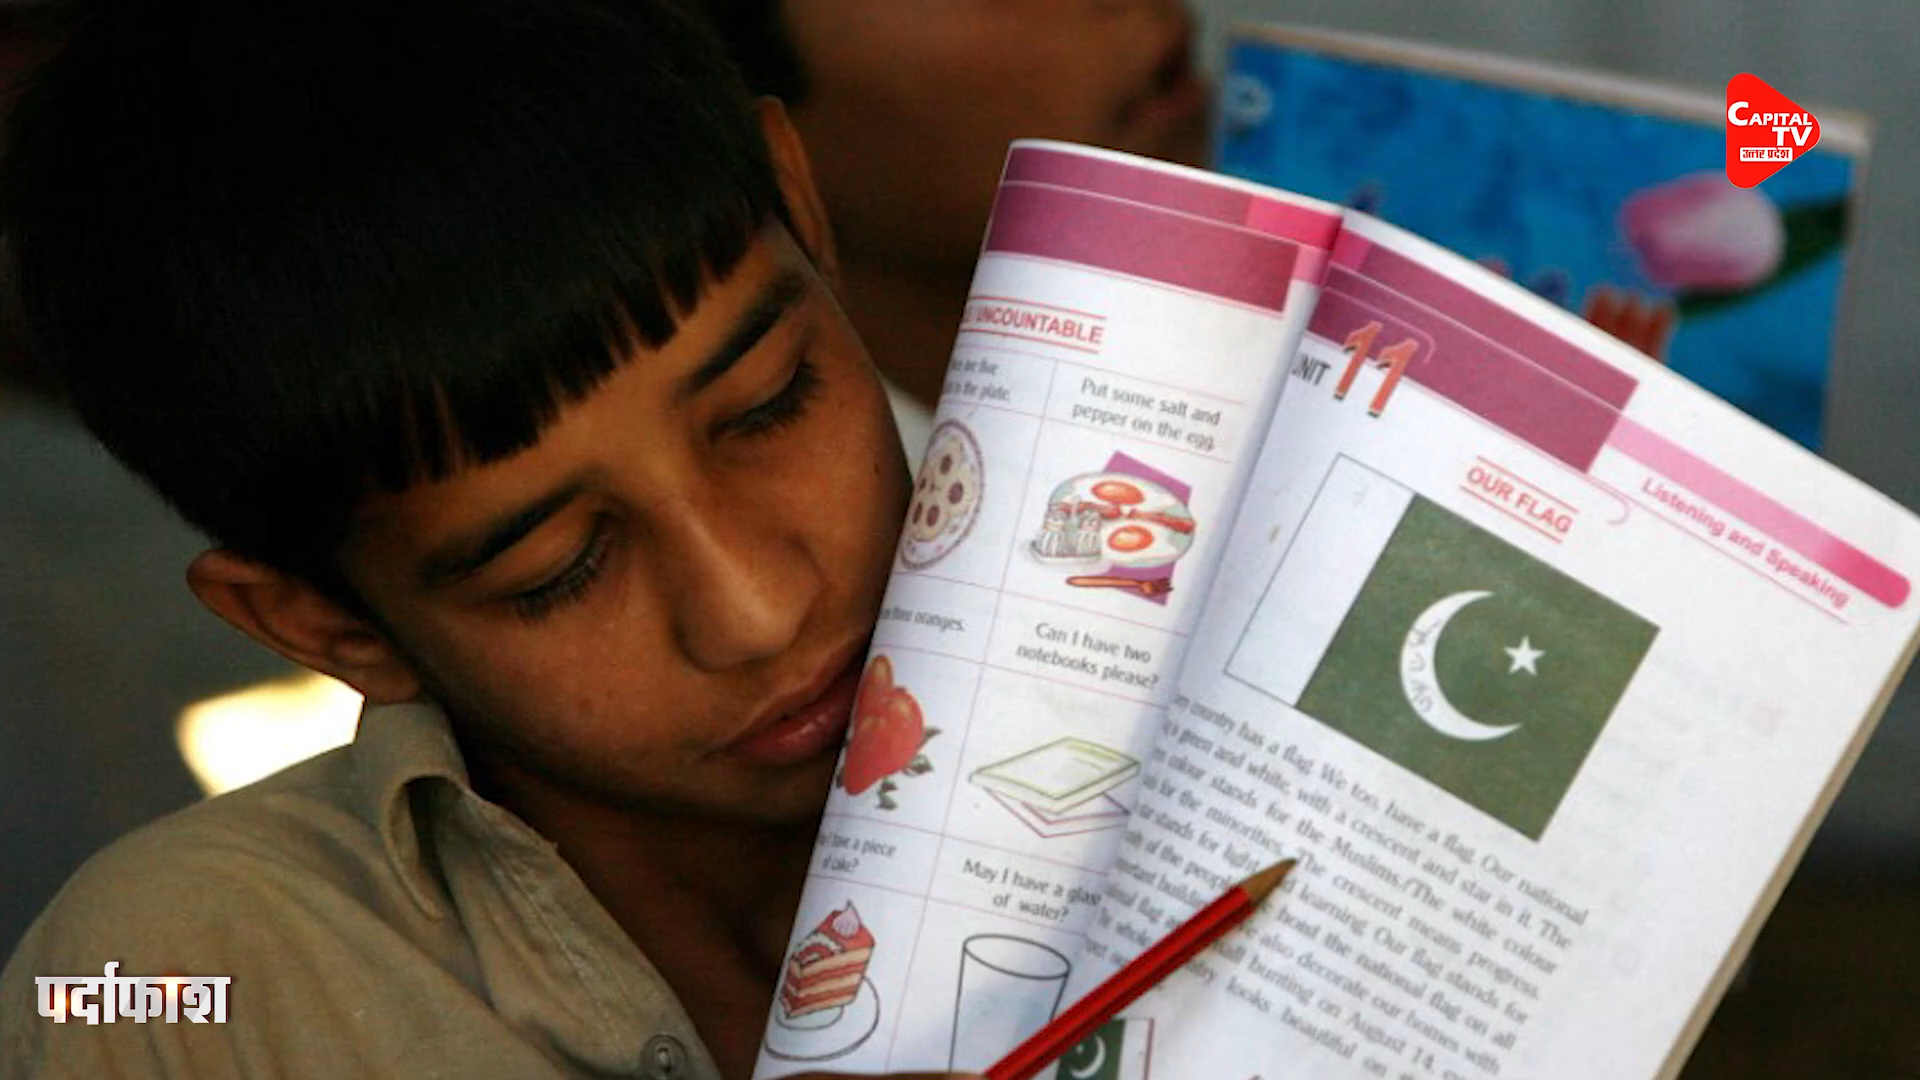 CAPITAL
TV
उत्तर प्रदेश
UNCOUNTABLE
in the plate.
Put some salt and
pepper on the egg.
oranges.
Can I have two
notebooks please?
a piece
May I have a glass
of water?
UNIT 11
Listening and Speaking
OUR FLAG
country has a flag. We too, have a flag. Our national
green and white, with a crescent and star in it. The
colour stands for the Muslims. The white colour
for the minorities. The crescent means progress.
stands for light learning. Our flag stands for
of the people hoist the national flag on all
also decorate our homes with
bunting on August 14,
looks beautiful on
पर्दाफाश